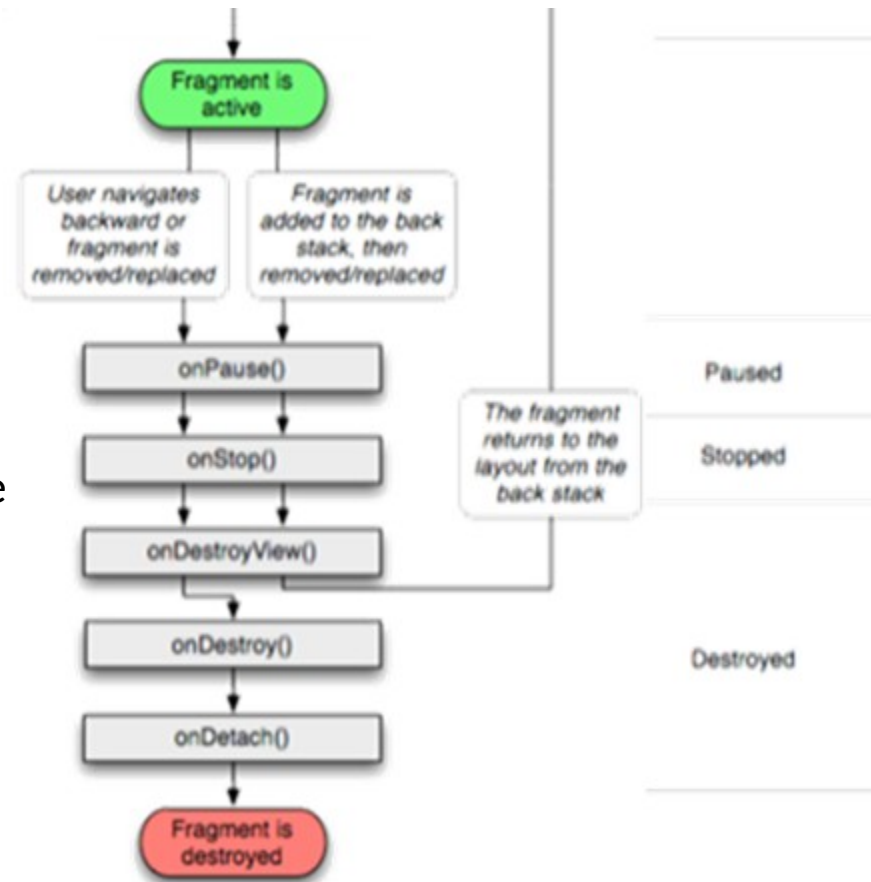 Fragment is
active
User navigates
backward or
fragment is
removed/replaced
Fragment is
added to the back
stack, then
removed/replaced
onPause()
Paused
The fragment
returns to the
layout from the
back stack
onStop()
Stopped
e
onDestroyView()
onDestroy()
Destroyed
onDetach()
Fragment is
destroyed